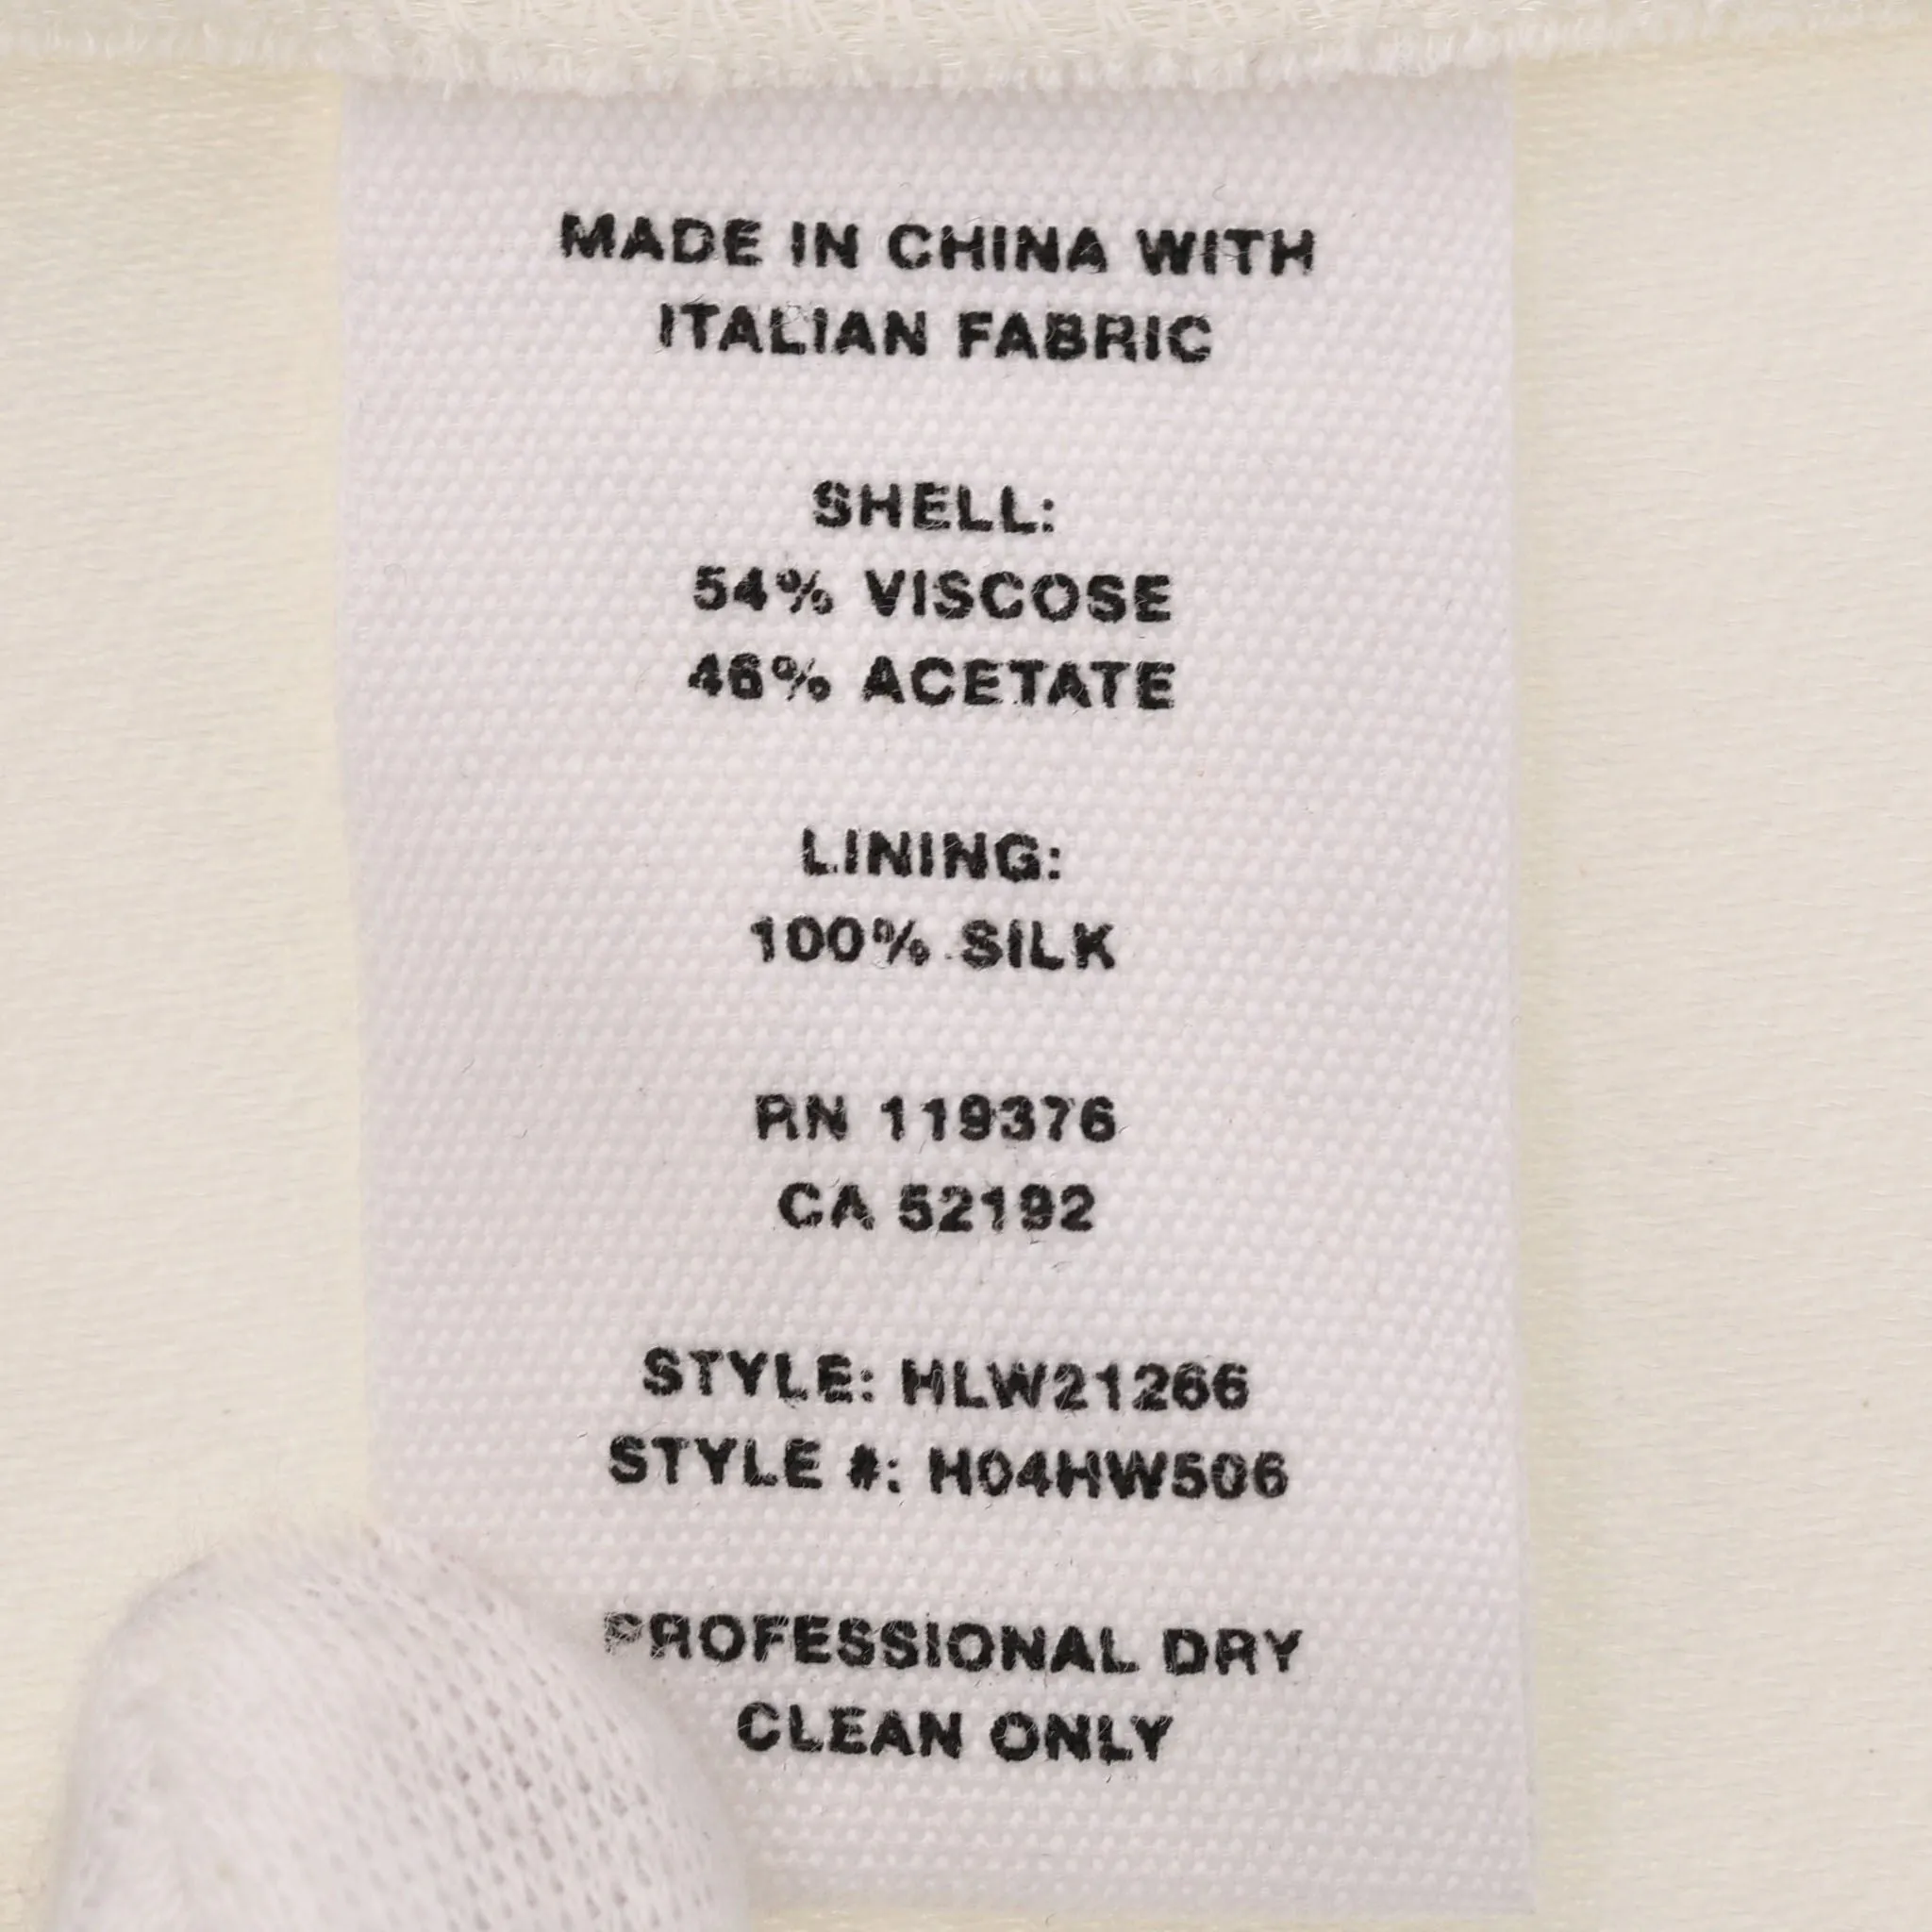 MADE IN CHINA WITH
ITALIAN FABRIC
SHELL:
54% VISCOSE
46% ACETATE
LINING:
100% SILK
RN 119376
CA 52192
STYLE: HLW21266
STYLE #: H04HW506
PROFESSIONAL DRY
CLEAN ONLY